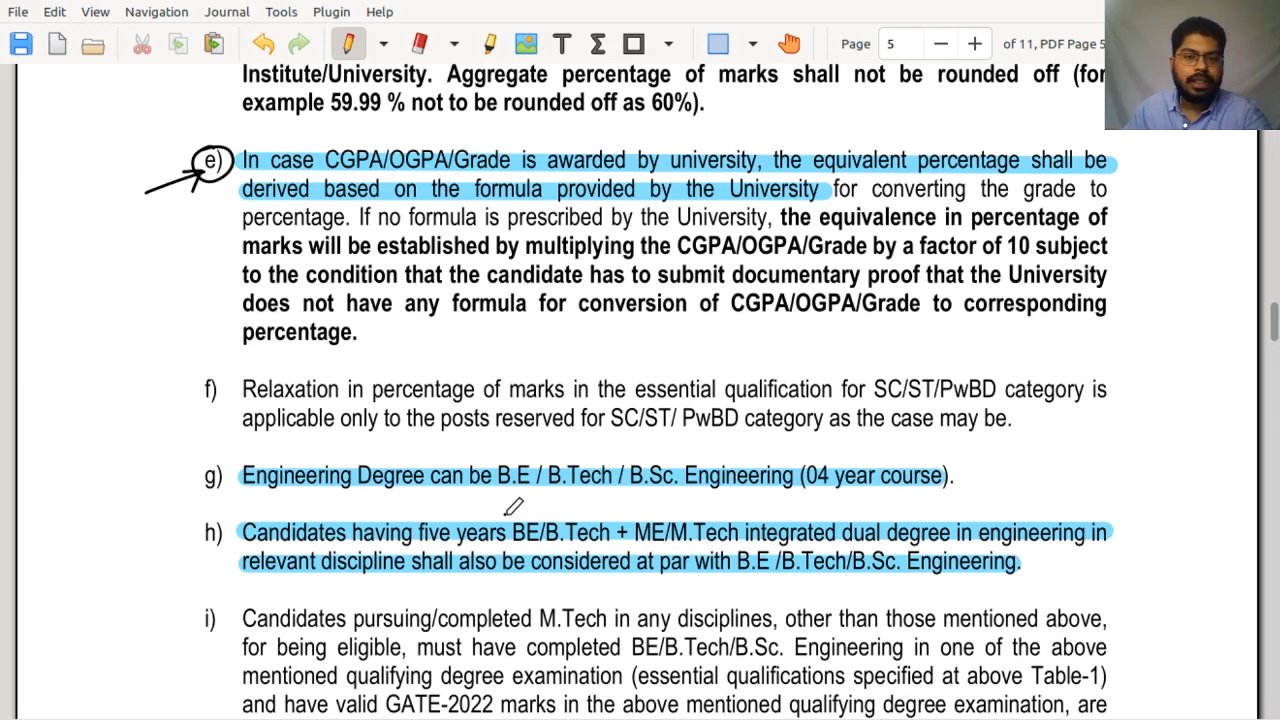 File Edit View Navigation Journal Tools Plugin Help
Page 5 of 11, PDF Page 5
Institute/University. Aggregate percentage of marks shall not be rounded off (for
example 59.99 % not to be rounded off as 60%).
e) In case CGPA/OGPA/Grade is awarded by university, the equivalent percentage shall be
derived based on the formula provided by the University for converting the grade to
percentage. If no formula is prescribed by the University, the equivalence in percentage of
marks will be established by multiplying the CGPA/OGPA/Grade by a factor of 10 subject
to the condition that the candidate has to submit documentary proof that the University
does not have any formula for conversion of CGPA/OGPA/Grade to corresponding
percentage.
f) Relaxation in percentage of marks in the essential qualification for SC/ST/PwBD category is
applicable only to the posts reserved for SC/ST/ PwBD category as the case may be.
g) Engineering Degree can be B.E / B.Tech / B.Sc. Engineering (04 year course).
h) Candidates having five years BE/B.Tech + ME/M.Tech integrated dual degree in engineering in
relevant discipline shall also be considered at par with B.E /B.Tech/B.Sc. Engineering.
i) Candidates pursuing/completed M.Tech in any disciplines, other than those mentioned above,
for being eligible, must have completed BE/B.Tech/B.Sc. Engineering in one of the above
mentioned qualifying degree examination (essential qualifications specified at above Table-1)
and have valid GATE-2022 marks in the above mentioned qualifying degree examination, are